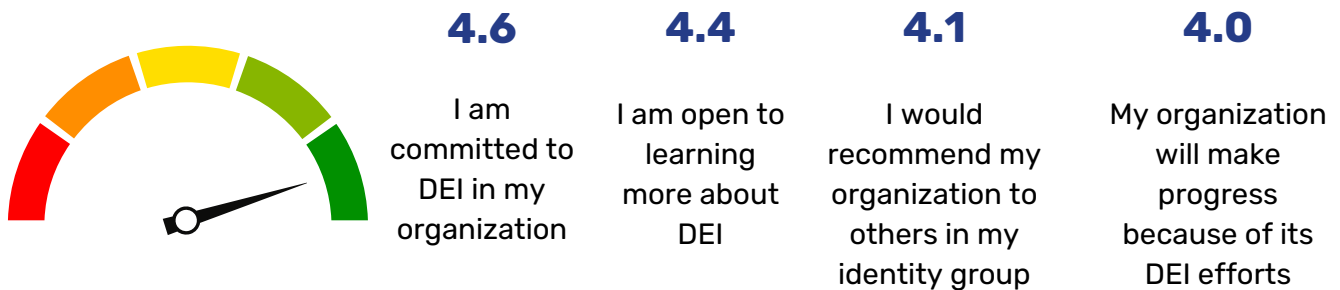 4.6
I am
committed to
DEI in my
organization
4.4
I am open to
learning
more about
DEI
4.1
I would
recommend my
organization to
others in my
identity group
4.0
My organization
will make
progress
because of its
DEI efforts